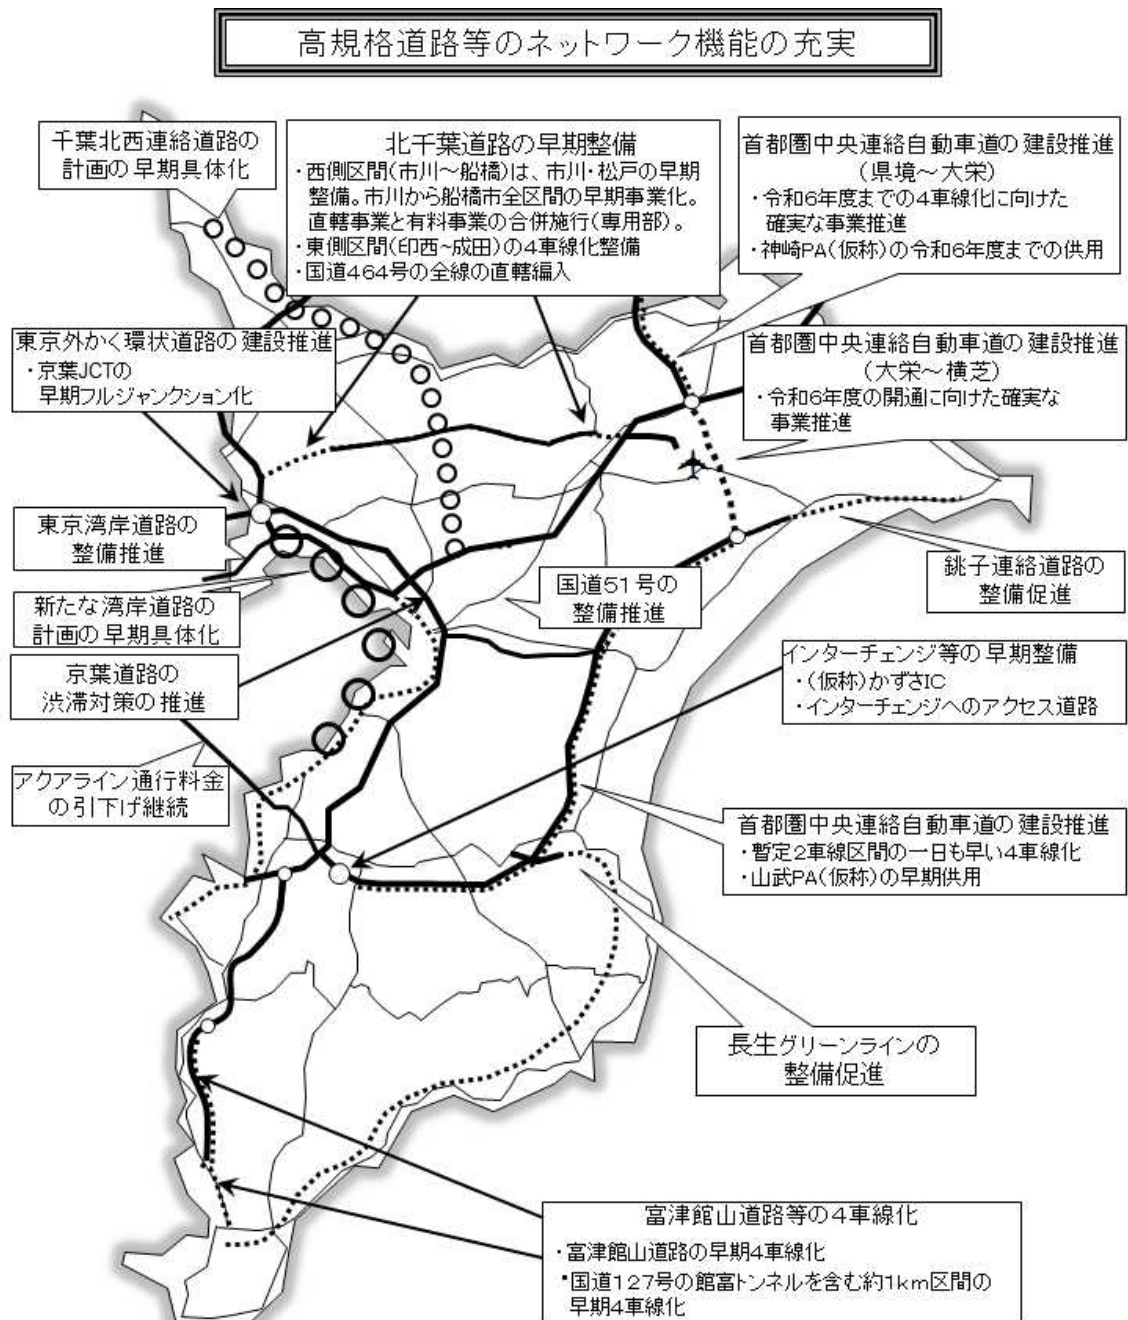 高規格道路等のネットワーク機能の充実
千葉北西連絡道路の
計画の早期具体化
北千葉道路の早期整備
・西側区間(市川～船橋)は、市川・松戸の早期
整備。市川から船橋市全区間の早期事業化。
直轄事業と有料事業の合併施行(専用部)。
・東側区間(印西~成田)の4車線化整備
・国道464号の全線の直轄編入
首都圏中央連絡自動車道の建設推進
(県境～大栄)
・令和6年度までの4車線化に向けた
確実な事業推進
・神崎PA(仮称)の令和6年度までの供用
東京外かく環状道路の建設推進
・京葉JCTの
早期フルジャンクション化
首都圏中央連絡自動車道の建設推進
(大栄～横芝)
・令和6年度の開通に向けた確実な
事業推進
東京湾岸道路の
整備推進
新たな湾岸道路の
計画の早期具体化
国道51号の
整備推進
銚子連絡道路の
整備促進
京葉道路の
渋滞対策の推進
インターチェンジ等の早期整備
・(仮称)かずさIC
・インターチェンジへのアクセス道路
アクアライン通行料金
の引下げ継続
首都圏中央連絡自動車道の建設推進
・暫定2車線区間の一日も早い4車線化
・山武PA(仮称)の早期供用
長生グリーンラインの
整備促進
富津館山道路等の4車線化
・富津館山道路の早期4車線化
・国道127号の館富トンネルを含む約1km区間の
早期4車線化